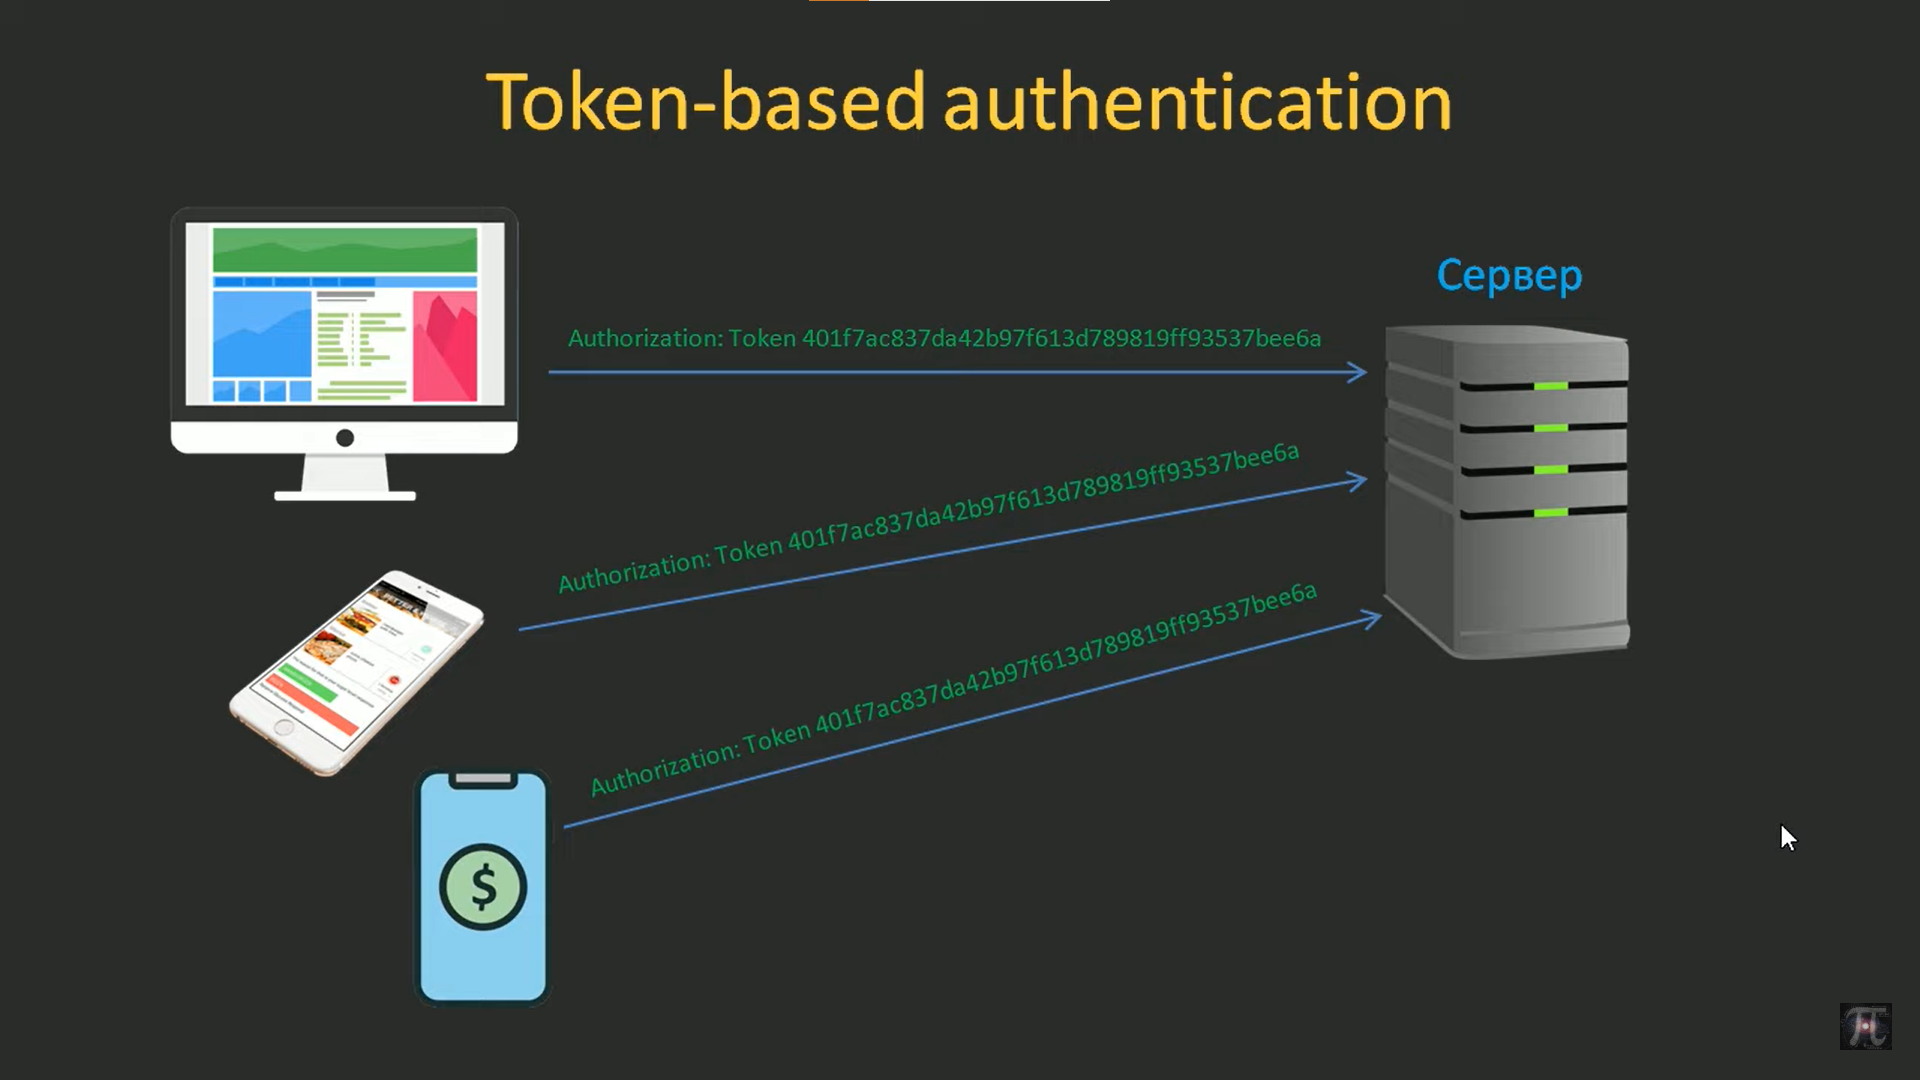 Token-based authentication
Сервер
Authorization: Token 401f7ac837da42b97f613d789819ff93537bee6a
Authorization: Token 401f7ac837da42b97f613d789819ff93537bee6a
Authorization: Token 401f7ac837da42b97f613d789819ff93537bee6a
$